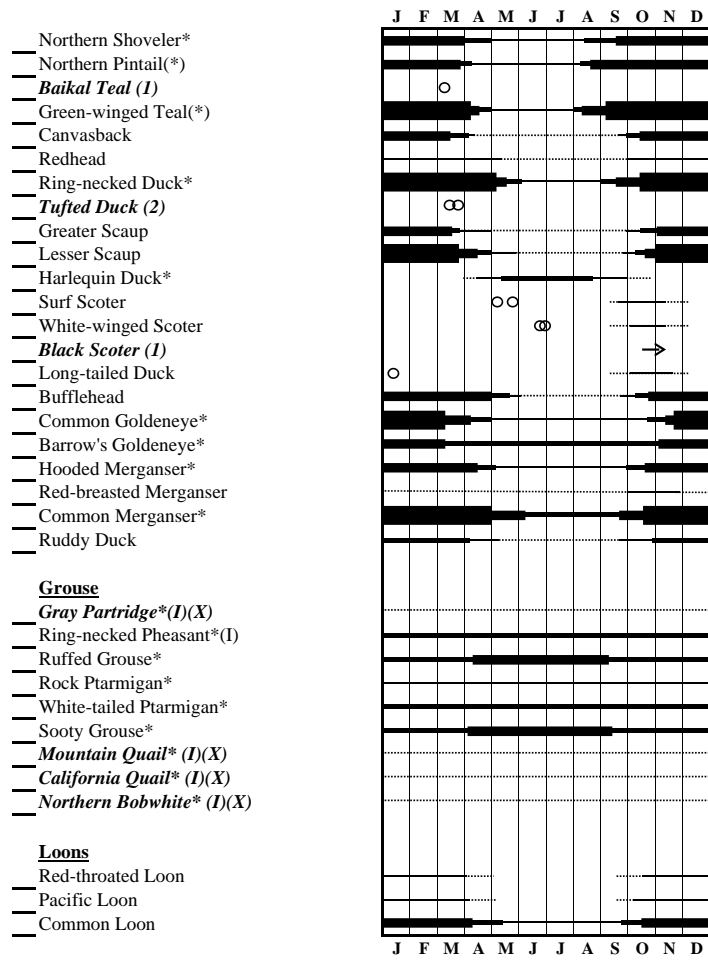 J F M A M J J A S O N D
Northern Shoveler*
Northern Pintail(*)
Baikal Teal (1)
Green-winged Teal(*)
Canvasback
Redhead
Ring-necked Duck*
Tufted Duck (2)
Greater Scaup
Lesser Scaup
Harlequin Duck*
Surf Scoter
White-winged Scoter
Black Scoter (1)
Long-tailed Duck
Bufflehead
Common Goldeneye*
Barrow's Goldeneye*
Hooded Merganser*
Red-breasted Merganser
Common Merganser*
Ruddy Duck
Grouse
Gray Partridge*(I)(X)
Ring-necked Pheasant*(I)
Ruffed Grouse*
Rock Ptarmigan*
White-tailed Ptarmigan*
Sooty Grouse*
Mountain Quail* (I)(X)
California Quail* (I)(X)
Northern Bobwhite* (I)(X)
Loons
Red-throated Loon
Pacific Loon
Common Loon
J F M A M J J A S O N D